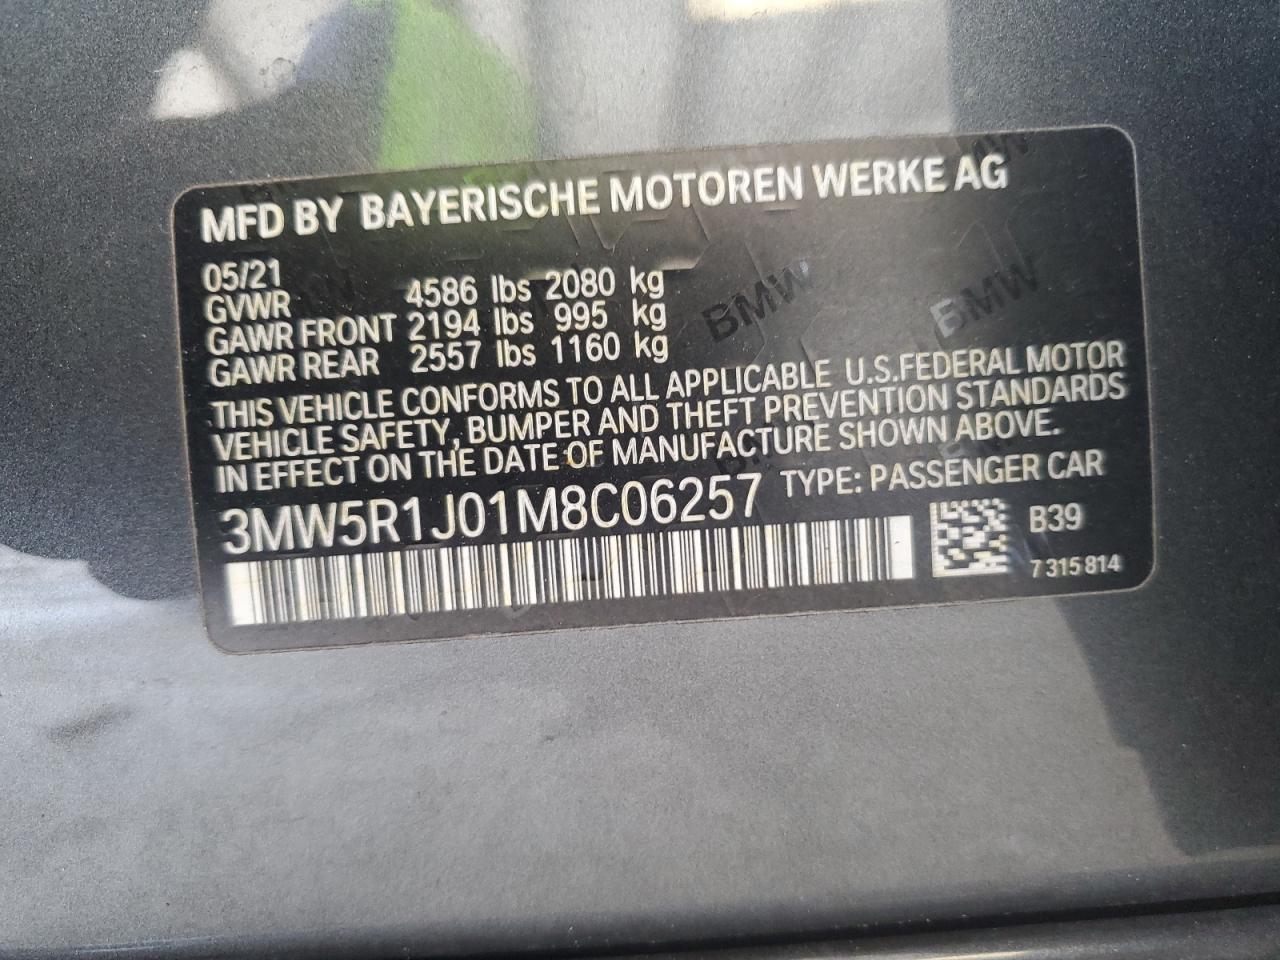 MFD BY BAYERISCHE MOTOREN WERKE AG
05/21
GVWR 4586 lbs 2080 kg
GAWR FRONT 2194 lbs 995 kg
GAWR REAR 2557 lbs 1160 kg
THIS VEHICLE CONFORMS TO ALL APPLICABLE U.S.FEDERAL MOTOR
VEHICLE SAFETY, BUMPER AND THEFT PREVENTION STANDARDS
IN EFFECT ON THE DATE OF MANUFACTURE SHOWN ABOVE.
3MW5R1J01M8C06257 TYPE: PASSENGER CAR
B39
7 315 814
BMW
BMW